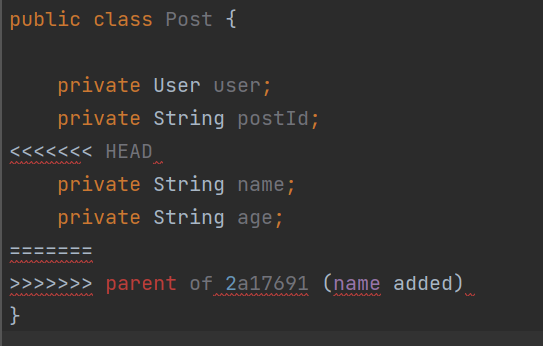 public class Post {
private User user;
private String postId;
<<<<<<< HEAD
private String name;
private String age;
=======
>>>>>>> parent of 2a17691 (name added)
}